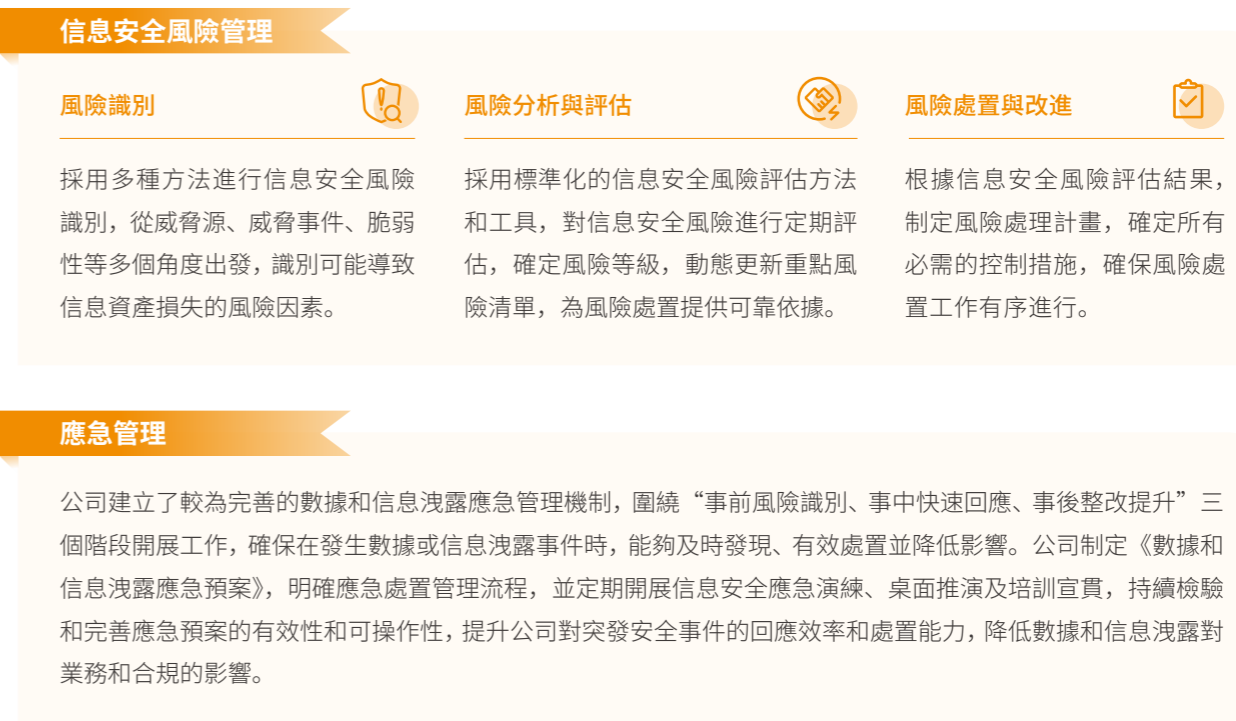 信息安全風險管理
風險識別
採用多種方法進行信息安全風險
識別，從威脅源、威脅事件、脆弱
性等多個角度出發，識別可能導致
信息資產損失的風險因素。
風險分析與評估
採用標準化的信息安全風險評估方法
和工具，對信息安全風險進行定期評
估，確定風險等級，動態更新重點風
險清單，為風險處置提供可靠依據。
風險處置與改進
根據信息安全風險評估結果，
制定風險處理計畫，確定所有
必需的控制措施，確保風險處
置工作有序進行。
應急管理
公司建立了較為完善的數據和信息洩露應急管理機制，圍繞“事前風險識別、事中快速回應、事後整改提升”三
個階段開展工作，確保在發生數據或信息洩露事件時，能夠及時發現、有效處置並降低影響。公司制定《數據和
信息洩露應急預案》，明確應急處置管理流程，並定期開展信息安全應急演練、桌面推演及培訓宣貫，持續檢驗
和完善應急預案的有效性和可操作性，提升公司對突發安全事件的回應效率和處置能力，降低數據和信息洩露對
業務和合規的影響。